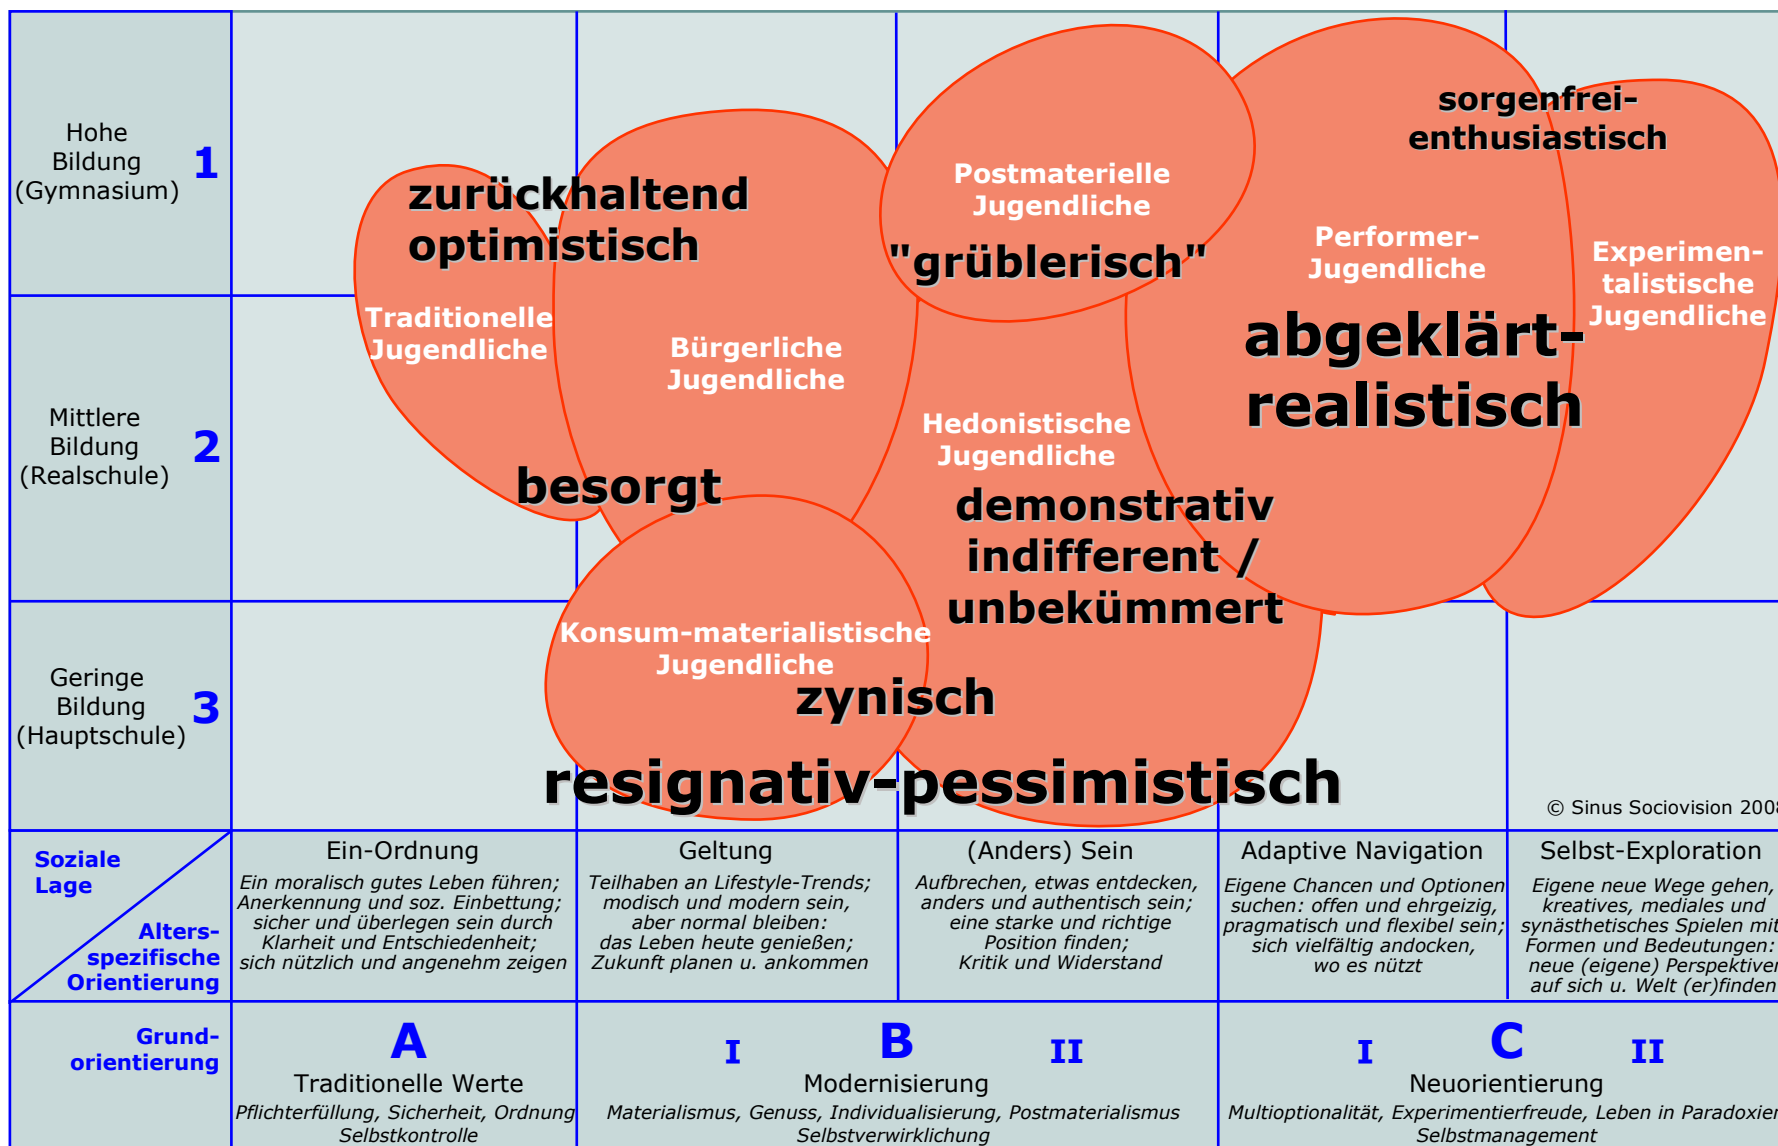 Hohe
Bildung
(Gymnasium)
1
Mittlere
Bildung
(Realschule)
2
Geringe
Bildung
(Hauptschule)
3
zurückhaltend
optimistisch
Traditionelle
Jugendliche
Bürgerliche
Jugendliche
besorgt
Postmaterielle
Jugendliche
"grüblerisch"
sorgenfrei-
enthusiastisch
Performer-
Jugendliche
Experimen-
talistische
Jugendliche
abgeklärt-
realistisch
Hedonistische
Jugendliche
demonstrativ
indifferent /
unbekümmert
Konsum-materialistische
Jugendliche
zynisch
resignativ-pessimistisch
© Sinus Sociovision 2008
Soziale
Lage
Alters-
spezifische
Orientierung
Ein-Ordnung
Ein moralisch gutes Leben führen;
Anerkennung und soz. Einbettung;
sicher und überlegen sein durch
Klarheit und Entschiedenheit;
sich nützlich und angenehm zeigen
Geltung
Teilhaben an Lifestyle-Trends;
modisch und modern sein,
aber normal bleiben:
das Leben heute genießen;
Zukunft planen u. ankommen
(Anders) Sein
Aufbrechen, etwas entdecken,
anders und authentisch sein;
eine starke und richtige
Position finden;
Kritik und Widerstand
Adaptive Navigation
Eigene Chancen und Optionen
suchen: offen und ehrgeizig,
pragmatisch und flexibel sein;
sich vielfältig andocken,
wo es nützt
Selbst-Exploration
Eigene neue Wege gehen,
kreatives, mediales und
synästhetisches Spielen mit
Formen und Bedeutungen:
neue (eigene) Perspektiven
auf sich u. Welt (er)finden
Grund-
orientierung
A
Traditionelle Werte
Pflichterfüllung, Sicherheit, Ordnung
Selbstkontrolle
I B II
Modernisierung
Materialismus, Genuss, Individualisierung, Postmaterialismus
Selbstverwirklichung
I C II
Neuorientierung
Multioptionalität, Experimentierfreude, Leben in Paradoxien
Selbstmanagement